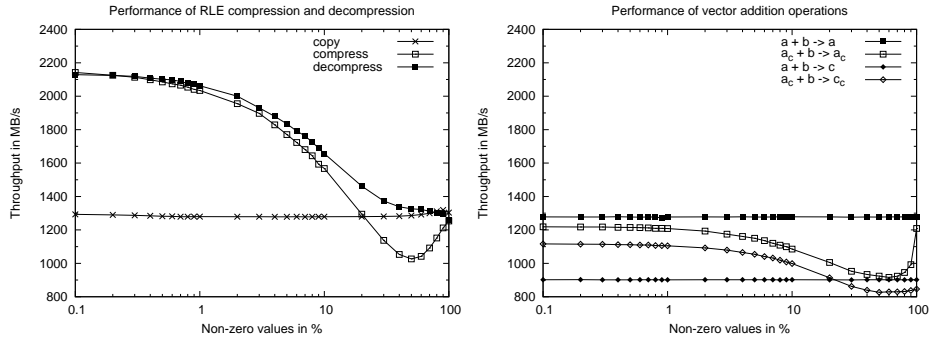 Performance of RLE compression and decompression
2400
2200
2000
1800
1600
1400
1200
1000
800
Throughput in MB/s
copy
compress
decompress
0.1
1
10
100
Non-zero values in %
Performance of vector addition operations
2400
2200
2000
1800
1600
1400
1200
1000
800
Throughput in MB/s
a + b -> a
a_c + b -> a_c
a + b -> c
a_c + b -> c_c
0.1
1
10
100
Non-zero values in %